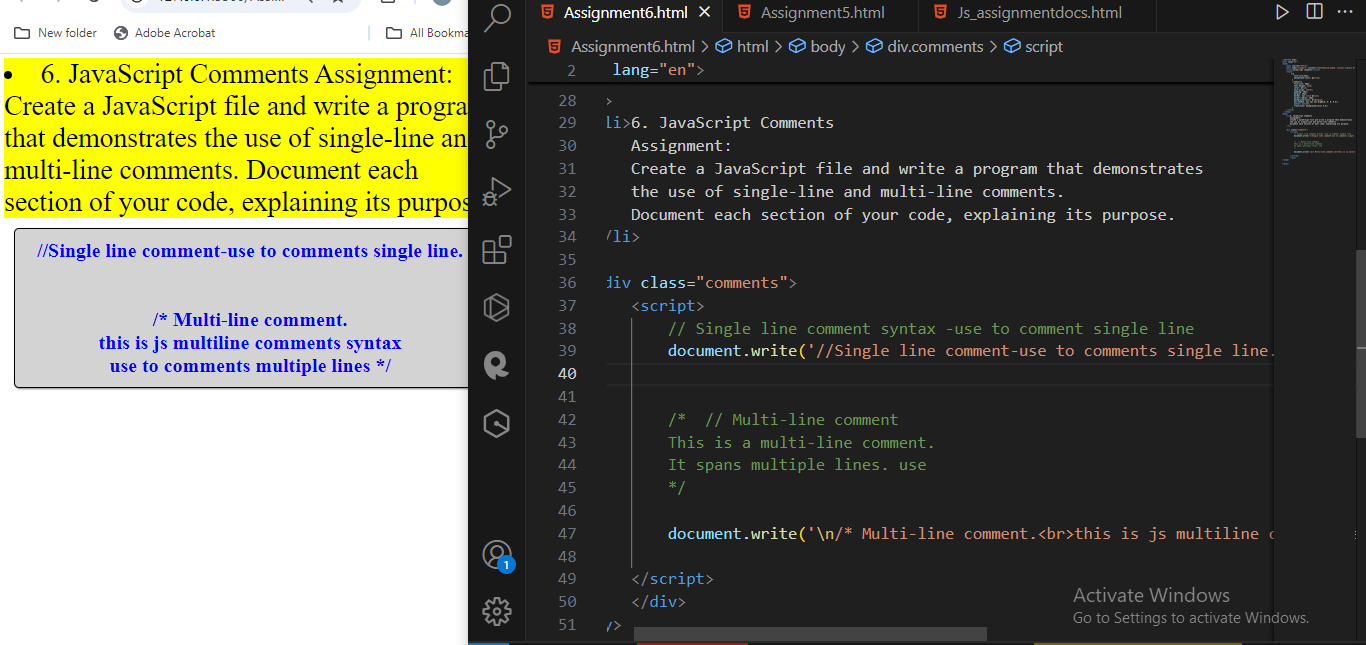 New folder
Adobe Acrobat
All Bookma
6. JavaScript Comments Assignment:
Create a JavaScript file and write a progra
that demonstrates the use of single-line an
multi-line comments. Document each
section of your code, explaining its purpos
//Single line comment-use to comments single line.
/* Multi-line comment.
this is js multiline comments syntax
use to comments multiple lines */
Assignment6.html
Assignment5.html
Js_assignmentdocs.html
Assignment6.html > html > body > div.comments > script
2 lang="en">
28 >
29 li>6. JavaScript Comments
30 Assignment:
31 Create a JavaScript file and write a program that demonstrates
32 the use of single-line and multi-line comments.
33 Document each section of your code, explaining its purpose.
34 /li>
35
36 div class="comments">
37 <script>
38 // Single line comment syntax -use to comment single line
39 document.write('//Single line comment-use to comments single line.
40
41
42 /* // Multi-line comment
43 This is a multi-line comment.
44 It spans multiple lines. use
45 */
46
47 document.write('\n/* Multi-line comment.<br>this is js multiline
48
49 </script>
50 </div>
51 y>
1
Activate Windows
Go to Settings to activate Windows.